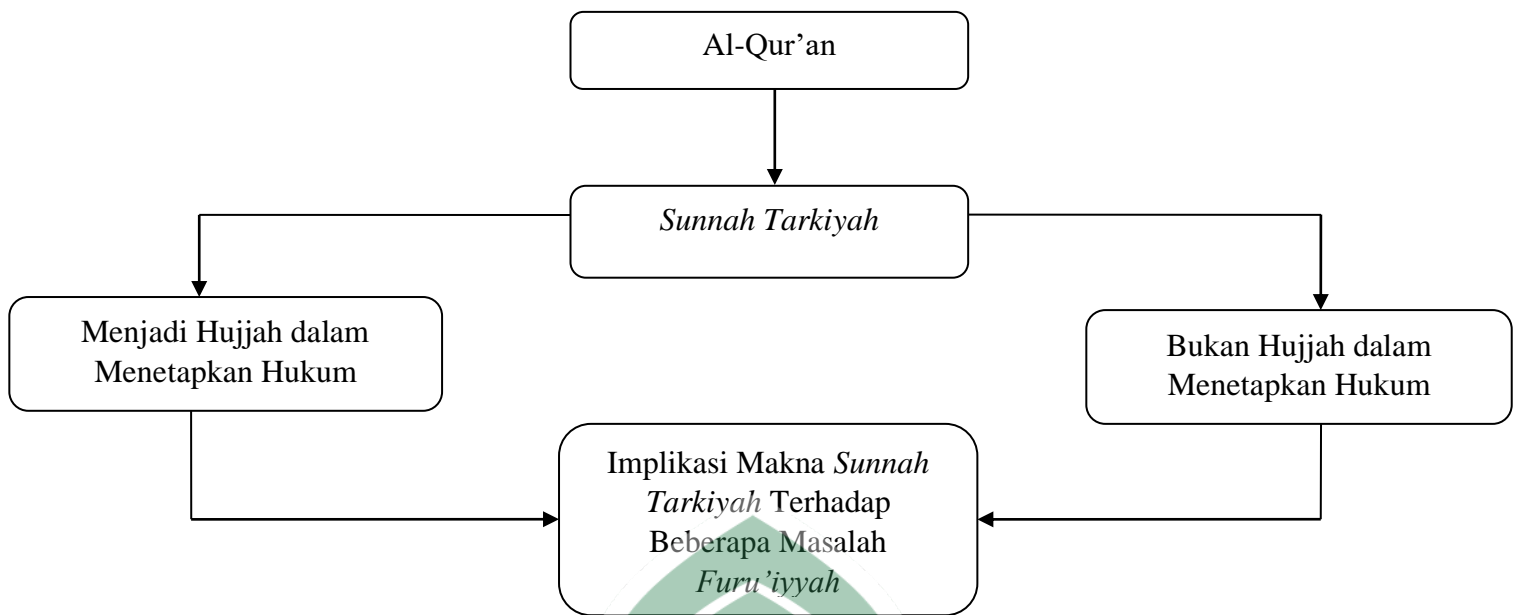 Al-Qur’an
Sunnah Tarkiyah
Menjadi Hujjah dalam
Menetapkan Hukum
Bukan Hujjah dalam
Menetapkan Hukum
Implikasi Makna Sunnah
Tarkiyah Terhadap
Beberapa Masalah
Furu’iyyah